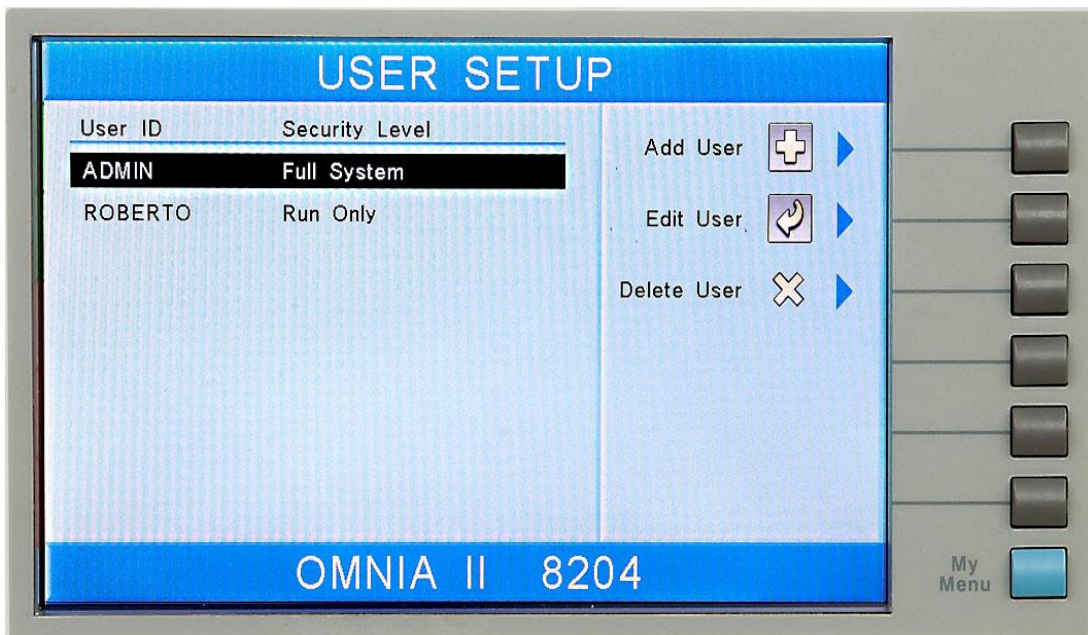 USER SETUP
User ID Security Level
ADMIN Full System
ROBERTO Run Only
Add User
Edit User
Delete User
OMNIA II 8204
My
Menu